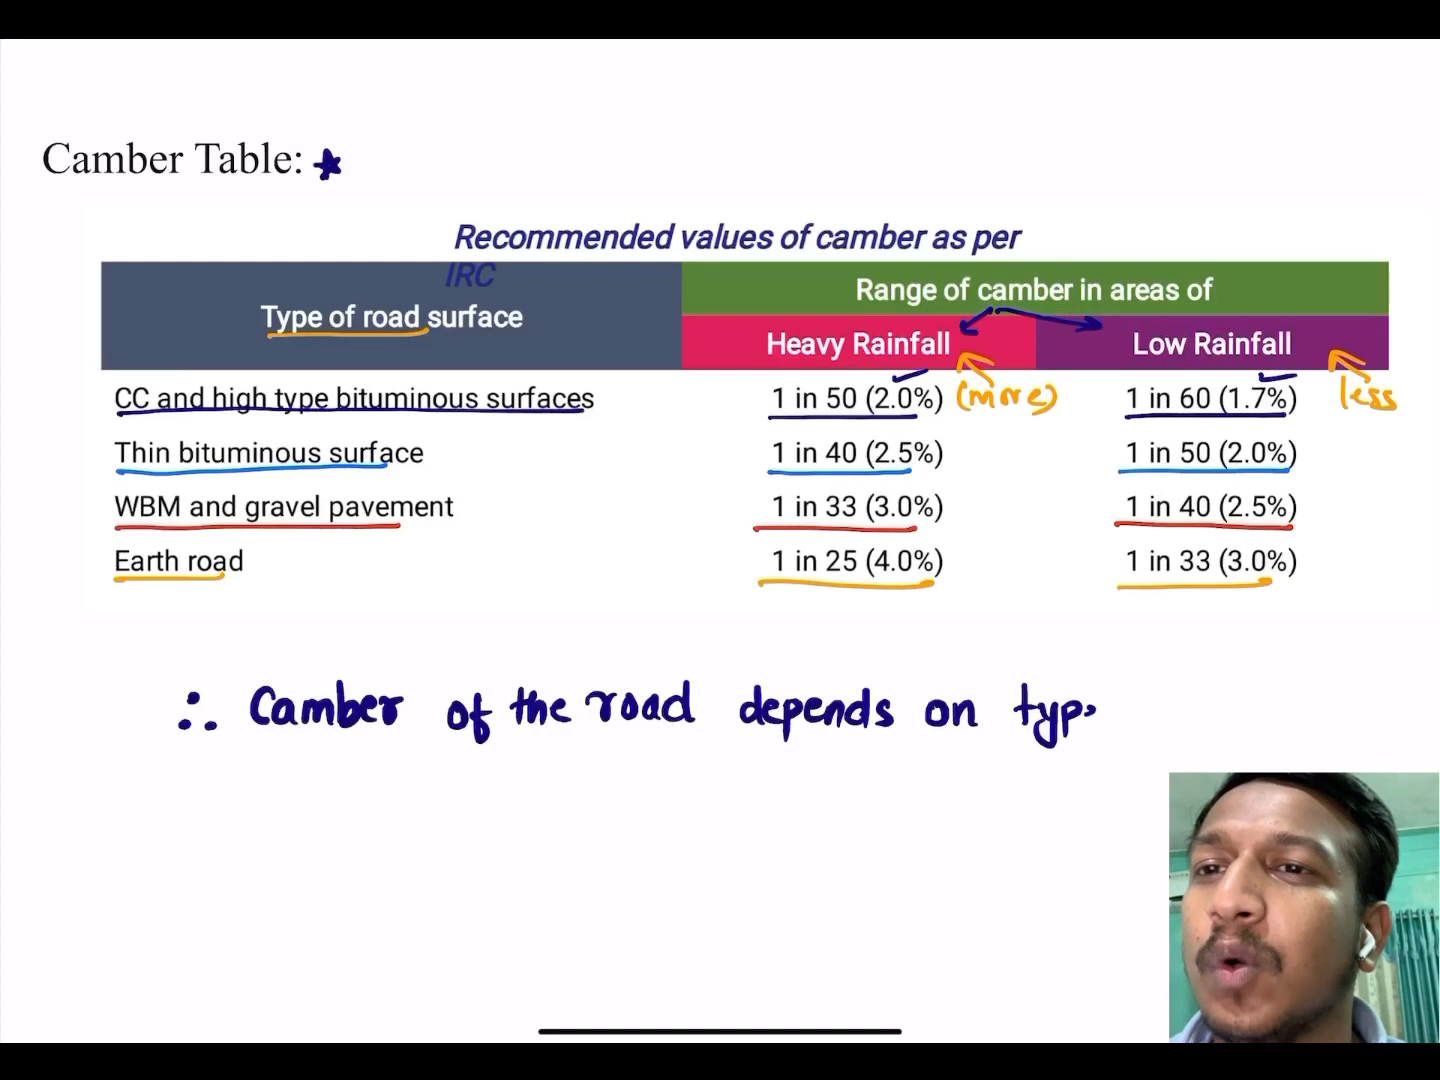 Camber Table:
Recommended values of camber as per
IRC
Type of road surface
Range of camber in areas of
Heavy Rainfall
Low Rainfall
CC and high type bituminous surfaces 1 in 50 (2.0%) (more) 1 in 60 (1.7%) less
Thin bituminous surface 1 in 40 (2.5%) 1 in 50 (2.0%)
WBM and gravel pavement 1 in 33 (3.0%) 1 in 40 (2.5%)
Earth road 1 in 25 (4.0%) 1 in 33 (3.0%)
∴ Camber of the road depends on typ